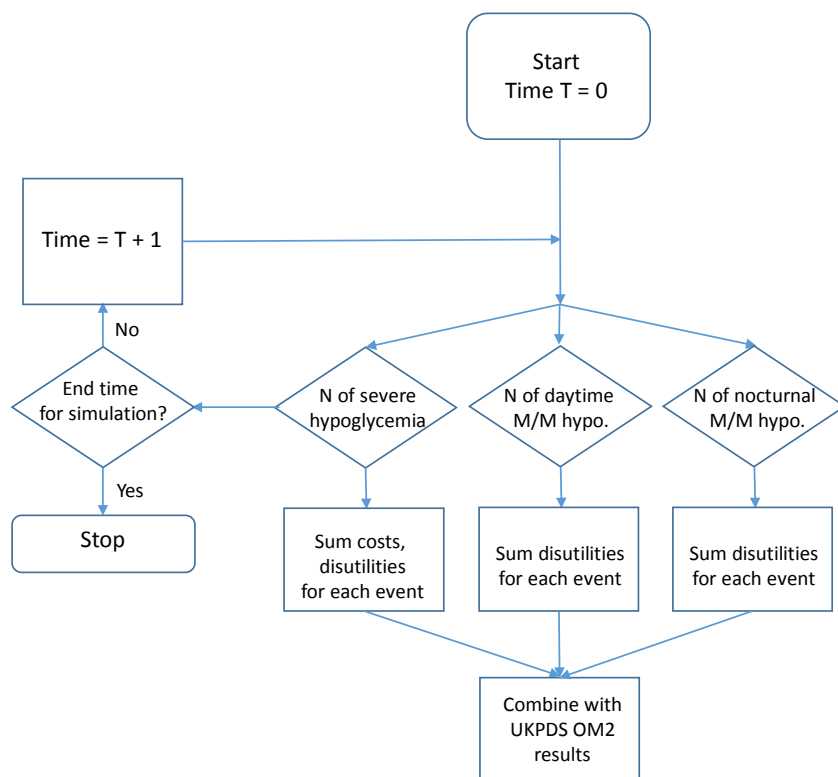 Start
Time T = 0
Time = T + 1
No
End time
for simulation?
Yes
Stop
N of severe
hypoglycemia
N of daytime
M/M hypo.
N of nocturnal
M/M hypo.
Sum costs,
disutilities
for each event
Sum disutilities
for each event
Sum disutilities
for each event
Combine with
UKPDS OM2
results